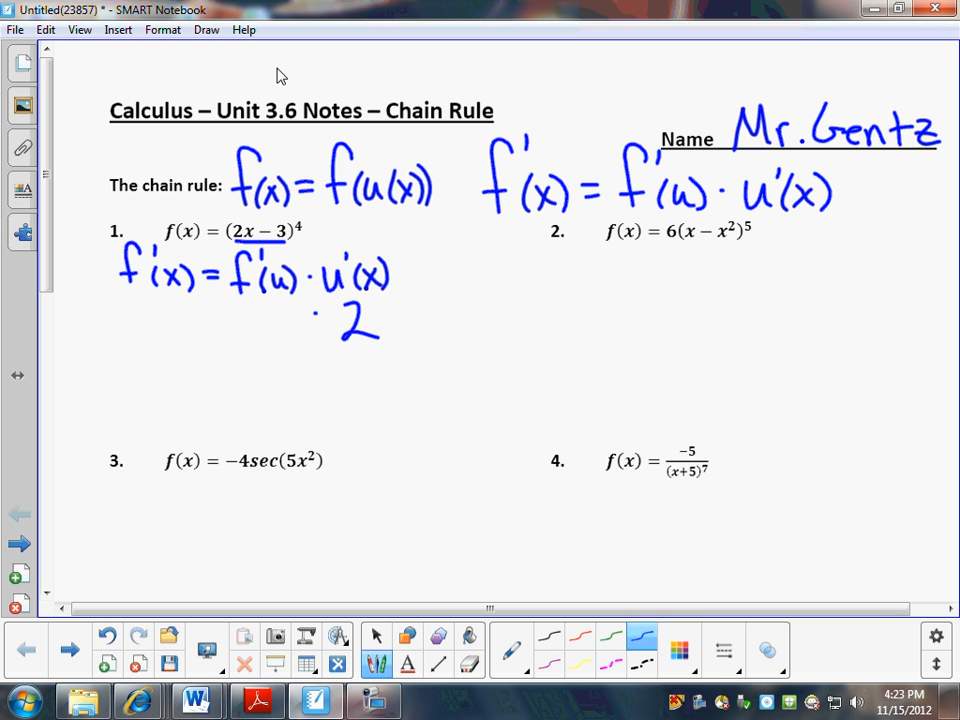 Untitled(23857) * - SMART Notebook
File Edit View Insert Format Draw Help
Calculus – Unit 3.6 Notes – Chain Rule
Name Mr. Gentz
The chain rule: f(x) = f(u(x)) f'(x) = f'(u) · u'(x)
1. f(x) = (2x − 3)⁴ 2. f(x) = 6(x − x²)⁵
f'(x) = f'(u) · u'(x)
· 2
3. f(x) = −4sec(5x²) 4. f(x) = −5/(x+5)⁷
4:23 PM
11/15/2012